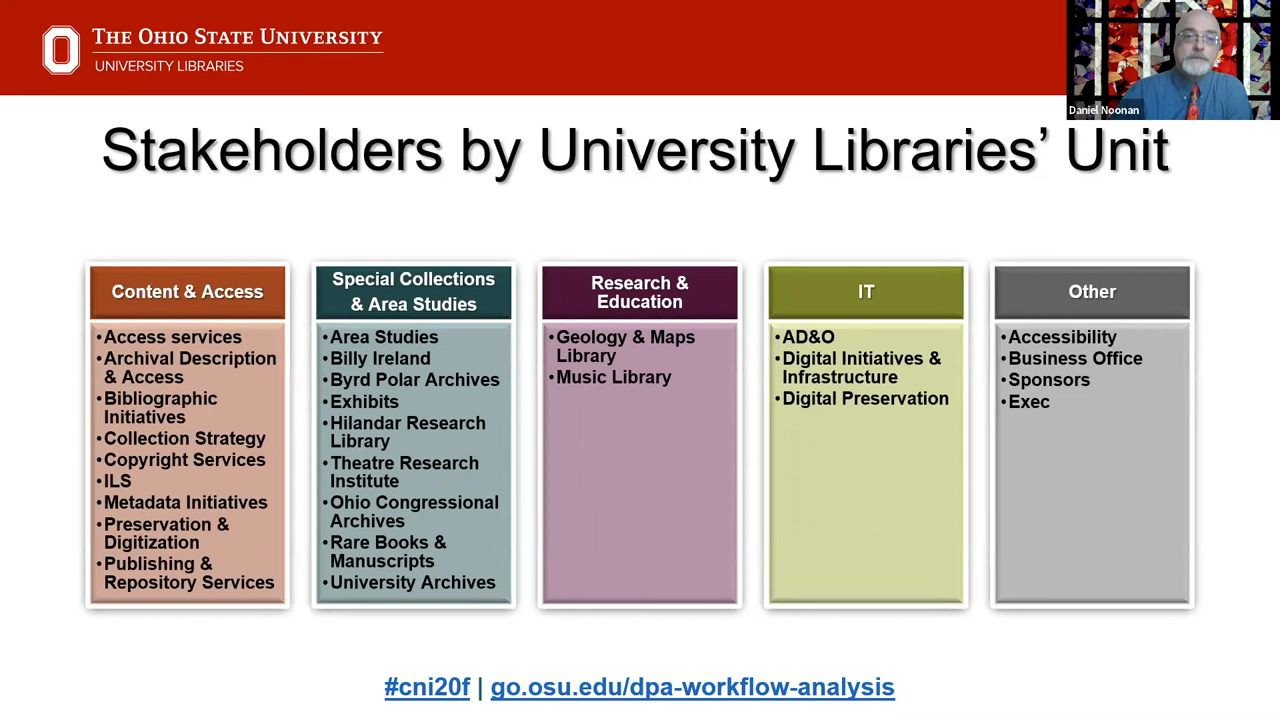 THE OHIO STATE UNIVERSITY
UNIVERSITY LIBRARIES
Daniel Noonan
Stakeholders by University Libraries’ Unit
Content & Access
•Access services
•Archival Description
& Access
•Bibliographic
Initiatives
•Collection Strategy
•Copyright Services
•ILS
•Metadata Initiatives
•Preservation &
Digitization
•Publishing &
Repository Services
Special Collections
& Area Studies
•Area Studies
•Billy Ireland
•Byrd Polar Archives
•Exhibits
•Hilandar Research
Library
•Theatre Research
Institute
•Ohio Congressional
Archives
•Rare Books &
Manuscripts
•University Archives
Research &
Education
•Geology & Maps
Library
•Music Library
IT
•AD&O
•Digital Initiatives &
Infrastructure
•Digital Preservation
Other
•Accessibility
•Business Office
•Sponsors
•Exec
#cni20f | go.osu.edu/dpa-workflow-analysis